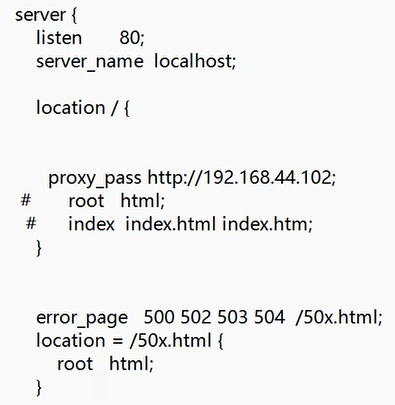 server {
listen 80;
server_name localhost;
location / {
proxy_pass http://192.168.44.102;
# root html;
# index index.html index.htm;
}
error_page 500 502 503 504 /50x.html;
location = /50x.html {
root html;
}